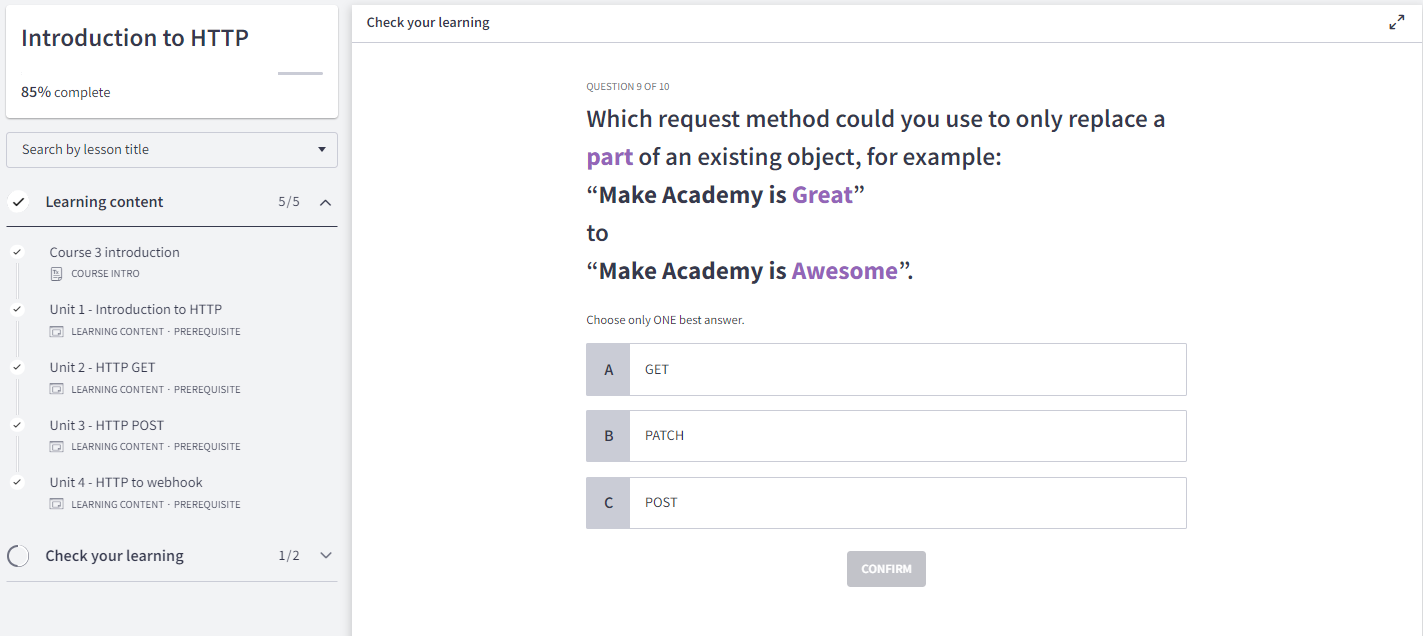 Introduction to HTTP
85% complete
Search by lesson title
Learning content 5/5
Course 3 introduction
COURSE INTRO
Unit 1 - Introduction to HTTP
LEARNING CONTENT · PREREQUISITE
Unit 2 - HTTP GET
LEARNING CONTENT · PREREQUISITE
Unit 3 - HTTP POST
LEARNING CONTENT · PREREQUISITE
Unit 4 - HTTP to webhook
LEARNING CONTENT · PREREQUISITE
Check your learning 1/2
Check your learning
QUESTION 9 OF 10
Which request method could you use to only replace a
part of an existing object, for example:
“Make Academy is Great”
to
“Make Academy is Awesome”.
Choose only ONE best answer.
A GET
B PATCH
C POST
CONFIRM